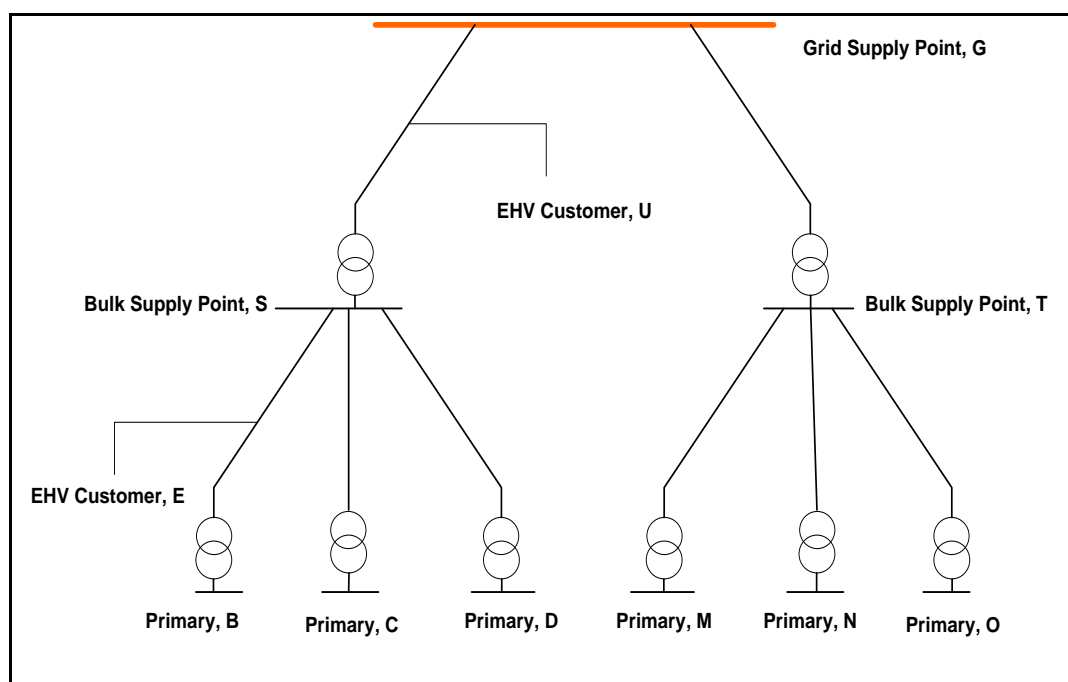 Grid Supply Point, G
EHV Customer, U
Bulk Supply Point, S
Bulk Supply Point, T
EHV Customer, E
Primary, B
Primary, C
Primary, D
Primary, M
Primary, N
Primary, O